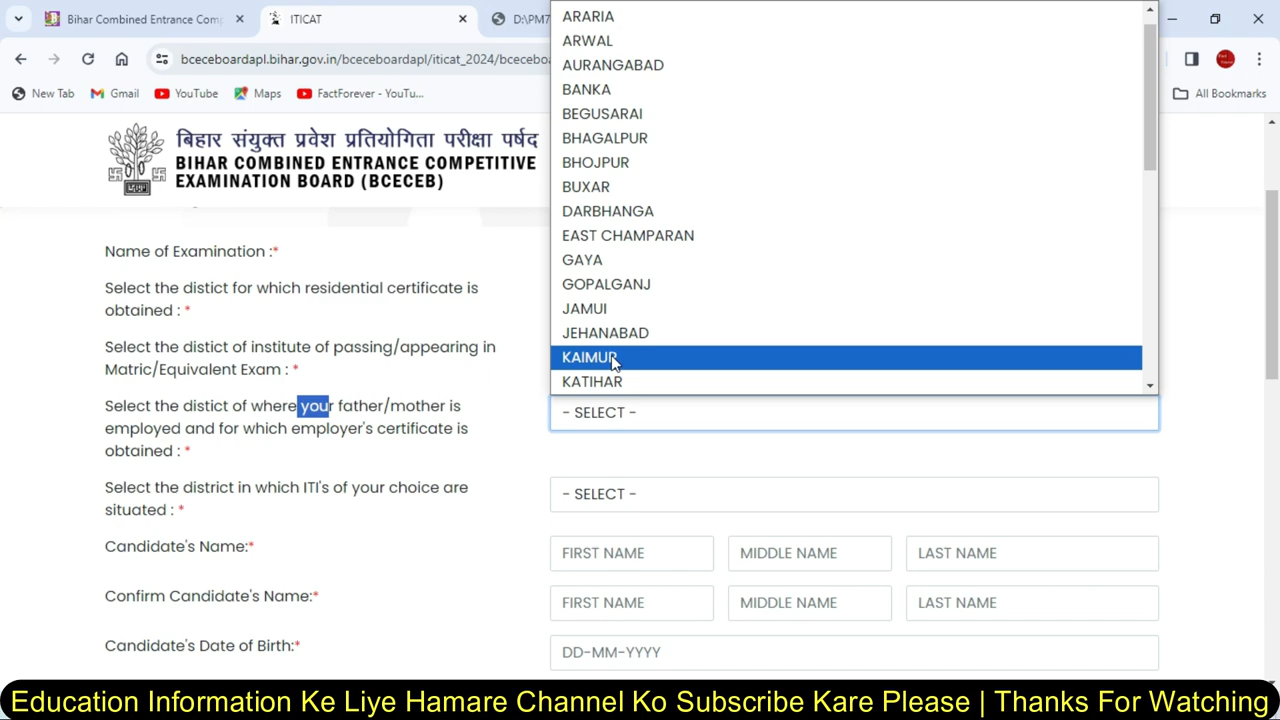 Bihar Combined Entrance Com
ITICAT
D:\PM7
bceceboardapl.bihar.gov.in/bceceboardapl/iticat_2024/bcecebo
New Tab
Gmail
YouTube
Maps
FactForever - YouTu...
All Bookmarks
बिहार संयुक्त प्रवेश प्रतियोगिता परीक्षा पर्षद
BIHAR COMBINED ENTRANCE COMPETITIVE
EXAMINATION BOARD (BCECEB)
ARARIA
ARWAL
AURANGABAD
BANKA
BEGUSARAI
BHAGALPUR
BHOJPUR
BUXAR
DARBHANGA
EAST CHAMPARAN
GAYA
GOPALGANJ
JAMUI
JEHANABAD
KAIMUR
KATIHAR
Name of Examination :*
Select the distict for which residential certificate is
obtained : *
Select the distict of institute of passing/appearing in
Matric/Equivalent Exam : *
Select the distict of where your father/mother is
employed and for which employer's certificate is
obtained : *
- SELECT -
Select the district in which ITI's of your choice are
situated : *
- SELECT -
Candidate's Name:*
FIRST NAME
MIDDLE NAME
LAST NAME
Confirm Candidate's Name:*
FIRST NAME
MIDDLE NAME
LAST NAME
Candidate's Date of Birth:*
DD-MM-YYYY
Education Information Ke Liye Hamare Channel Ko Subscribe Kare Please | Thanks For Watching